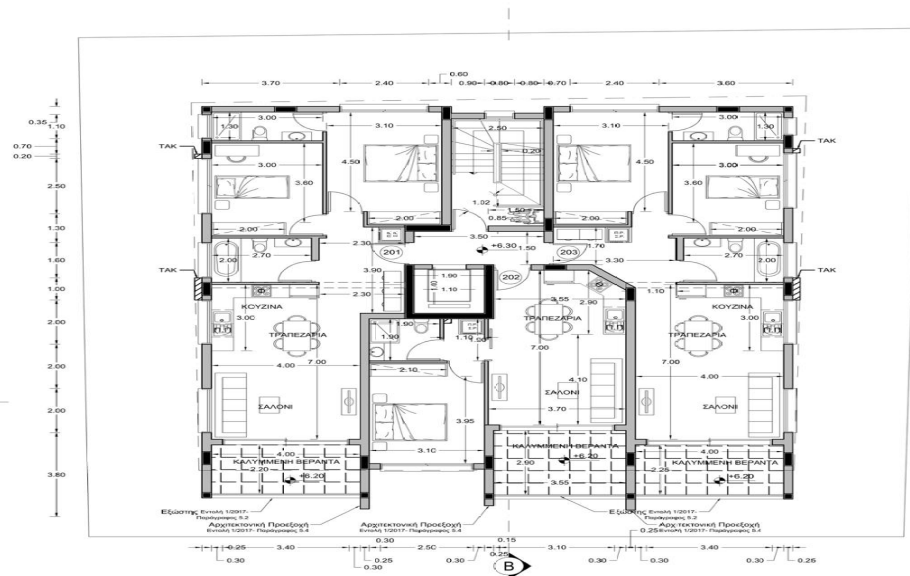 0.60
3.70 2.40 0.90 0.80 0.80 0.70 2.40 3.60
0.35
1.10
0.70
0.20
2.50
1.30
1.60
1.00
2.00
2.00
2.00
3.80
ΤΑΚ
ΤΑΚ
ΤΑΚ
ΤΑΚ
3.00 3.10 2.50 3.10 3.00
1.30 1.30
4.50 0.20 4.50
3.00 3.00
3.60 3.60
1.02
1.50
0.85
2.00 2.00 2.00 2.00
2.30 3.50 1.50 1.70
+6.30
201 202 203
2.00 2.70 3.90 3.30 2.70 2.00
1.90
1.10
2.30 3.55 2.90 1.10
ΚΟΥΖΙΝΑ ΚΟΥΖΙΝΑ
3.00 3.00
ΤΡΑΠΕΖΑΡΙΑ ΤΡΑΠΕΖΑΡΙΑ ΤΡΑΠΕΖΑΡΙΑ
1.90
1.90 1.10
7.00 7.00 7.00
4.00 2.10 4.10 4.00
ΣΑΛΟΝΙ ΣΑΛΟΝΙ ΣΑΛΟΝΙ
3.95 3.70
3.10
4.00 4.00
ΚΑΛΥΜΜΕΝΗ ΒΕΡΑΝΤΑ ΚΑΛΥΜΜΕΝΗ ΒΕΡΑΝΤΑ ΚΑΛΥΜΜΕΝΗ ΒΕΡΑΝΤΑ
2.20 2.90 2.25
+6.20 +6.20 +6.20
3.55
Εξώστης Εντολή 1/2017-
Παράγραφος 5.2
Εξώστης Εντολή 1/2017-
Παράγραφος 5.2
Αρχιτεκτονική Προεξοχή
Εντολή 1/2017- Παράγραφος 5.4
Αρχιτεκτονική Προεξοχή
Εντολή 1/2017- Παράγραφος 5.4
Αρχιτεκτονική Προεξοχή
Εντολή 1/2017- Παράγραφος 5.4
0.25 3.40 0.30 2.50 0.15 3.10 0.25 3.40 0.30
0.30 0.30 0.25 0.30 0.30 0.25
B